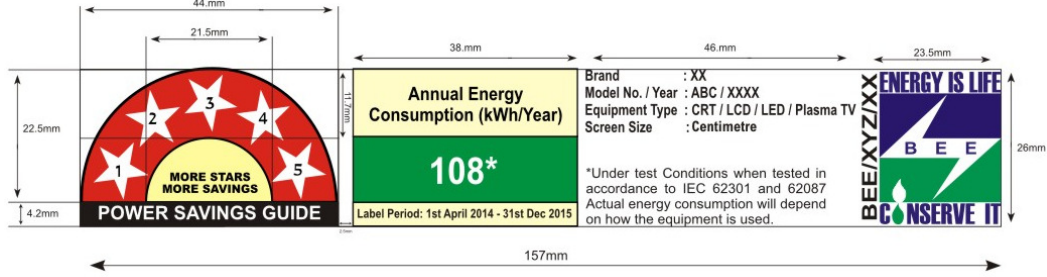 44.mm
21.5mm
38.mm
46.mm
23.5mm
22.5mm
4.2mm
11.7mm
1
2
3
4
5
MORE STARS
MORE SAVINGS
POWER SAVINGS GUIDE
Annual Energy
Consumption (kWh/Year)
108*
Label Period: 1st April 2014 - 31st Dec 2015
Brand : XX
Model No. / Year : ABC / XXXX
Equipment Type : CRT / LCD / LED / Plasma TV
Screen Size : Centimetre
*Under test Conditions when tested in
accordance to IEC 62301 and 62087
Actual energy consumption will depend
on how the equipment is used.
BEE/XYZ/XX
ENERGY IS LIFE
BEE
CONSERVE IT
26mm
157mm